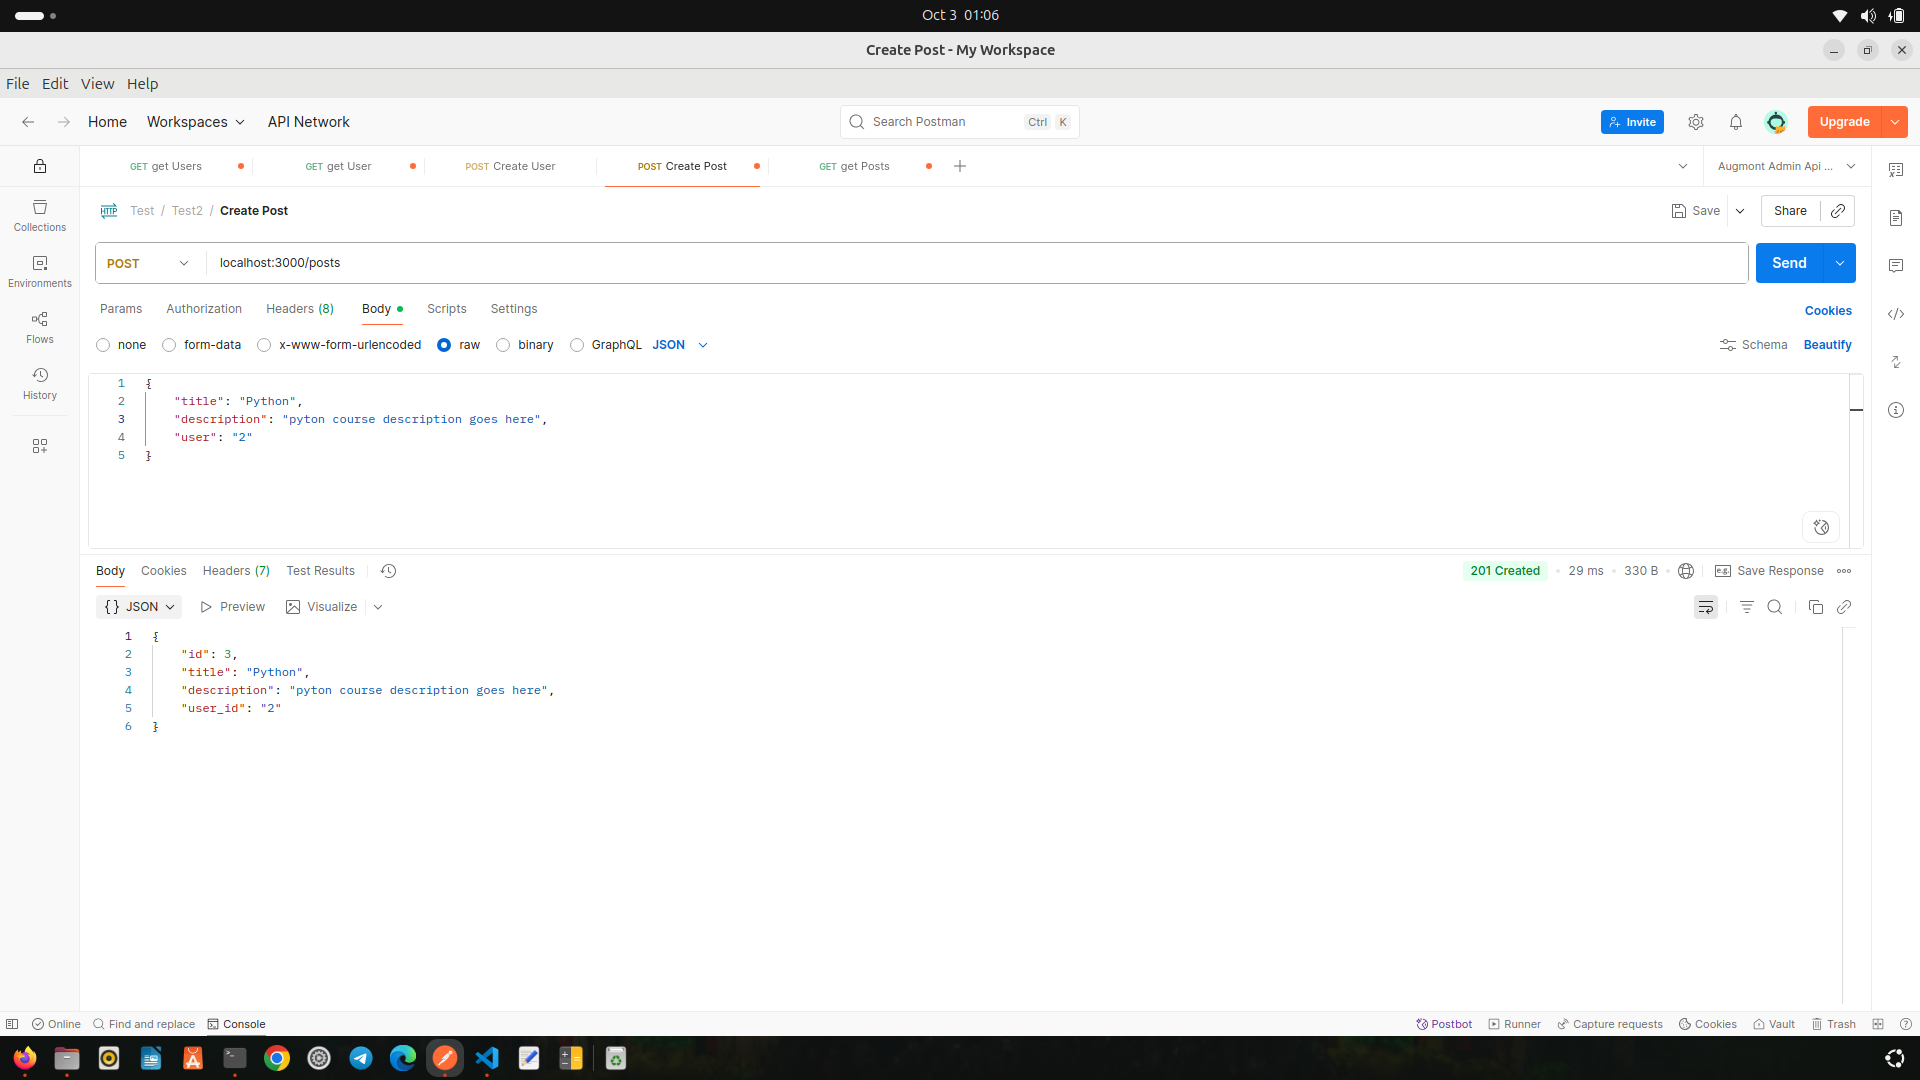 Oct 3 01:06
Create Post - My Workspace
File Edit View Help
Home Workspaces API Network
Search Postman Ctrl K
Invite
Upgrade
GET get Users
GET get User
POST Create User
POST Create Post
GET get Posts
Augmont Admin Api ...
Collections
Environments
Flows
History
HTTP Test / Test2 / Create Post
Save
Share
POST localhost:3000/posts
Send
Params Authorization Headers (8) Body Scripts Settings
Cookies
none form-data x-www-form-urlencoded raw binary GraphQL JSON
Schema Beautify
1 {
2 "title": "Python",
3 "description": "pyton course description goes here",
4 "user": "2"
5 }
Body Cookies Headers (7) Test Results
201 Created 29 ms 330 B
e.g. Save Response
{} JSON Preview Visualize
1 {
2 "id": 3,
3 "title": "Python",
4 "description": "pyton course description goes here",
5 "user_id": "2"
6 }
Online Find and replace Console
Postbot Runner Capture requests Cookies Vault Trash